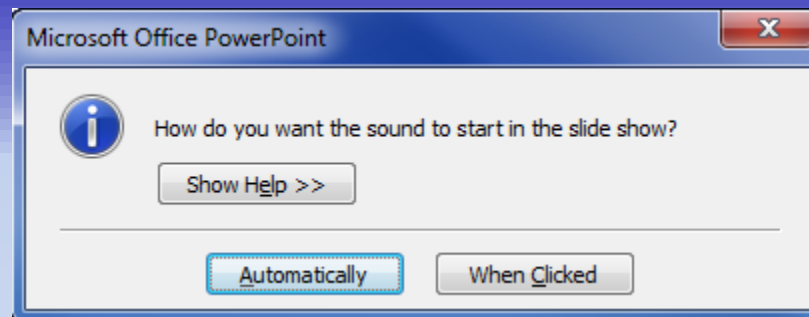 Microsoft Office PowerPoint
How do you want the sound to start in the slide show?
Show Help >>
Automatically When Clicked